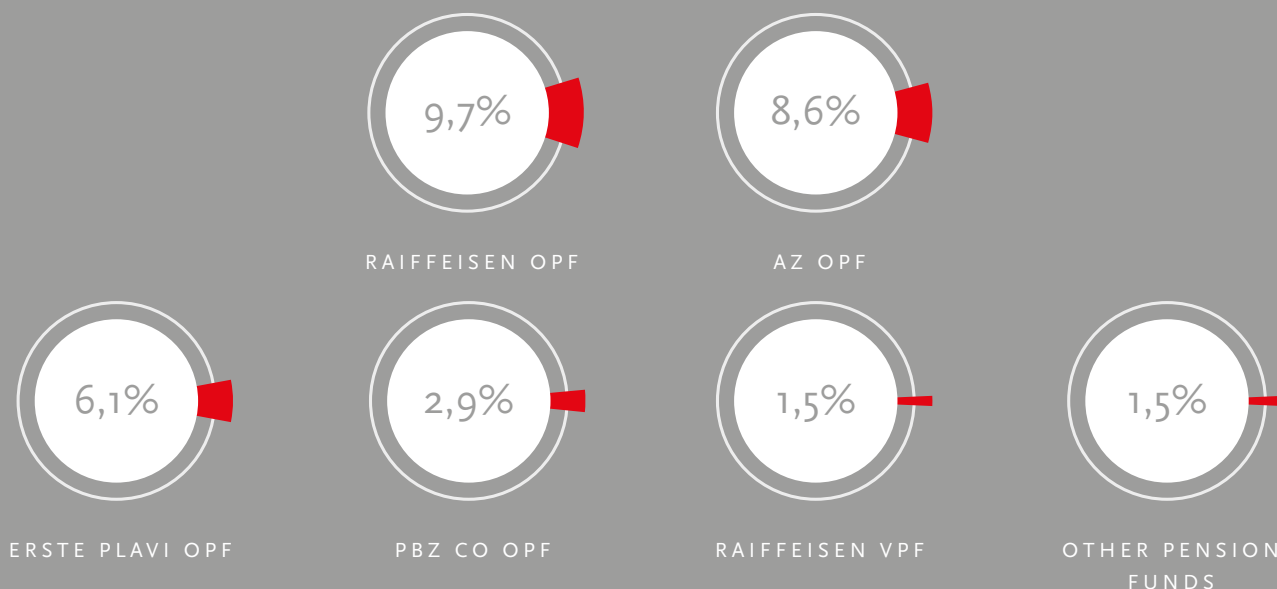 9,7%
8,6%
RAIFFEISEN OPF
AZ OPF
6,1%
2,9%
1,5%
1,5%
ERSTE PLAVI OPF
PBZ CO OPF
RAIFFEISEN VPF
OTHER PENSION
FUNDS